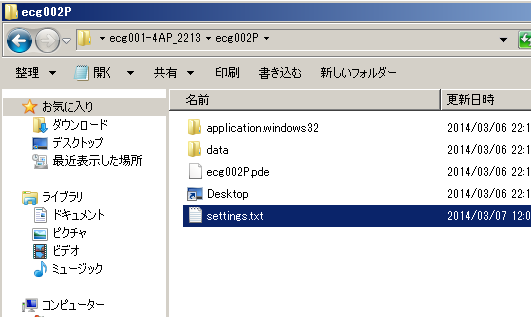 ecg002P
ecg001-4AP_2213 ecg002P
整理 開く 共有 印刷 書き込む 新しいフォルダー
お気に入り
ダウンロード
デスクトップ
最近表示した場所
ライブラリ
ドキュメント
ピクチャ
ビデオ
ミュージック
コンピューター
名前 更新日時
application.windows32 2014/03/06 22:1
data 2014/03/06 22:1
ecg002P.pde 2014/03/06 22:1
Desktop 2014/03/06 22:1
settings.txt 2014/03/07 12:0